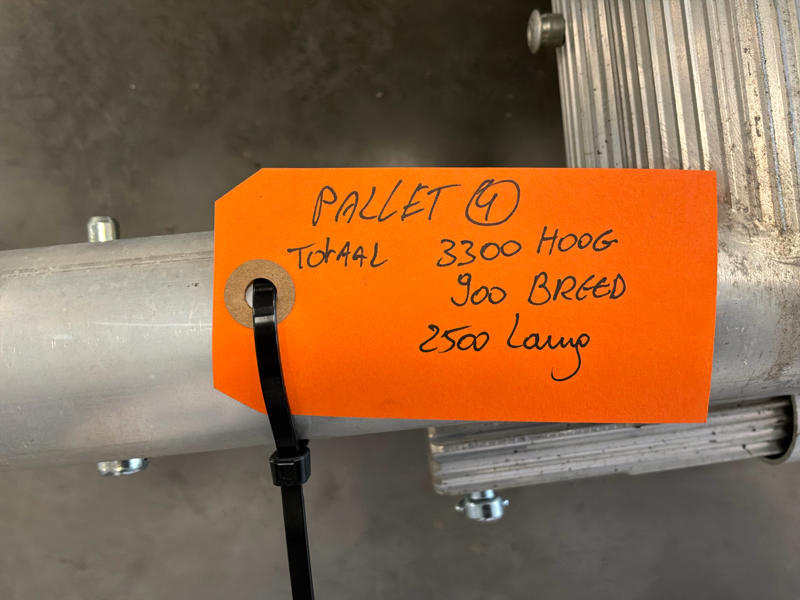 PALLET 4
TOTAAL 3300 HOOG
900 BREED
2500 Lang